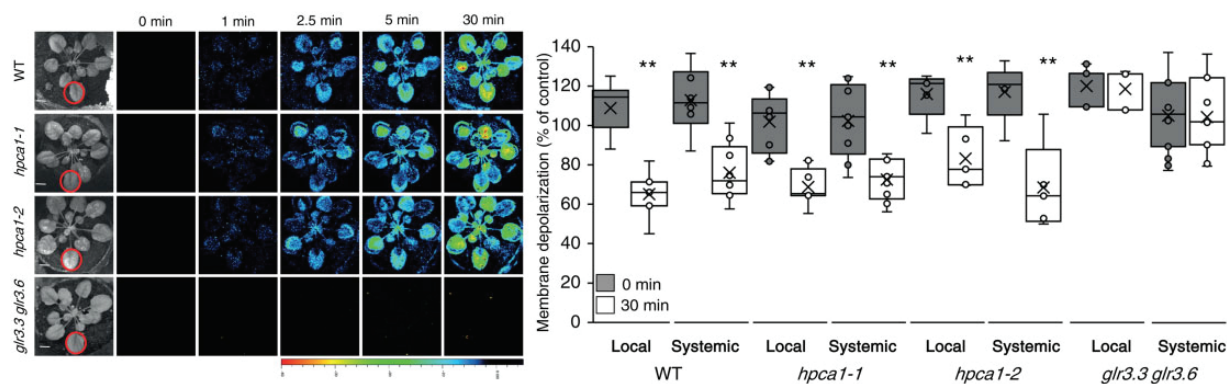 0 min 1 min 2.5 min 5 min 30 min
WT
hpca1-1
hpca1-2
glr3.3 glr3.6
Membrane depolarization (% of control)
140
120
100
80
60
40
20
0
** ** ** ** ** **
0 min
30 min
Local Systemic Local Systemic Local Systemic Local Systemic
WT hpca1-1 hpca1-2 glr3.3 glr3.6